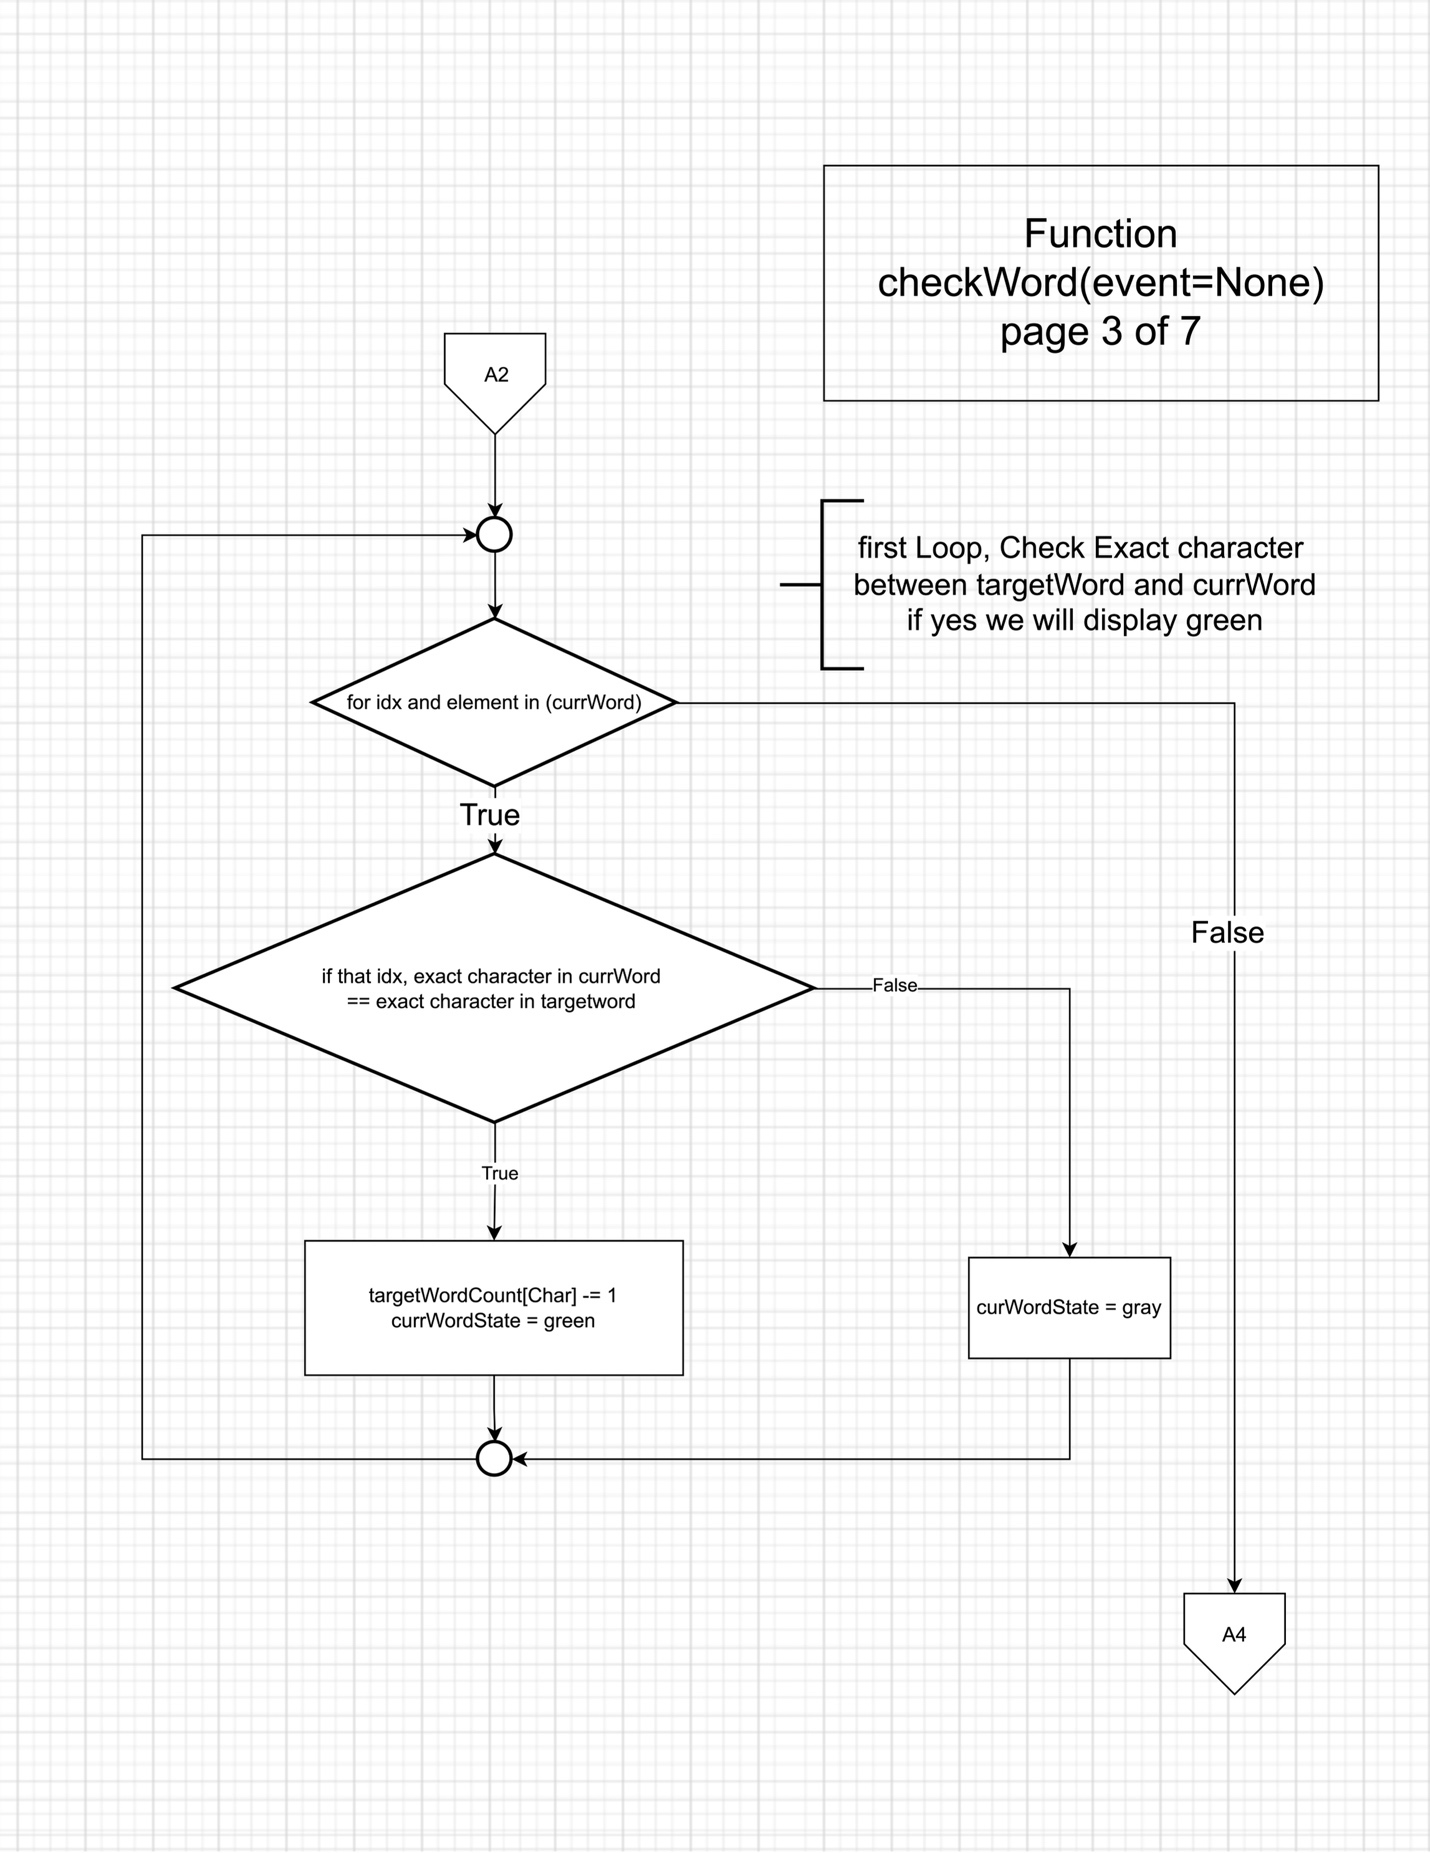 Function
checkWord(event=None)
page 3 of 7
A2
first Loop, Check Exact character
between targetWord and currWord
if yes we will display green
for idx and element in (currWord)
True
False
if that idx, exact character in currWord
== exact character in targetword
False
True
targetWordCount[Char] -= 1
currWordState = green
curWordState = gray
A4